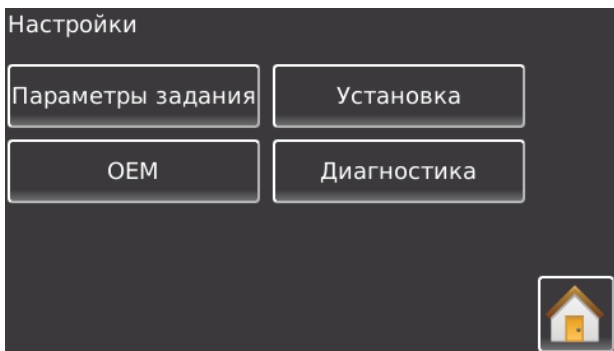 Настройки
Параметры задания
Установка
OEM
Диагностика